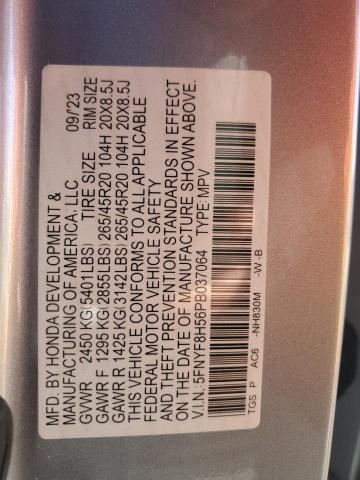 MFD. BY HONDA DEVELOPMENT &
MANUFACTURING OF AMERICA, LLC 09/23
GVWR 2450 KG(5401LBS) TIRE SIZE RIM SIZE
GAWR F 1295 KG(2855LBS) 265/45R20 104H 20X8.5J
GAWR R 1425 KG(3142LBS) 265/45R20 104H 20X8.5J
THIS VEHICLE CONFORMS TO ALL APPLICABLE
FEDERAL MOTOR VEHICLE SAFETY
AND THEFT PREVENTION STANDARDS IN EFFECT
ON THE DATE OF MANUFACTURE SHOWN ABOVE.
V.I.N.: 5FNYF8H56PB037064 TYPE: MPV
TGS P AC6 -NH830M -W -B